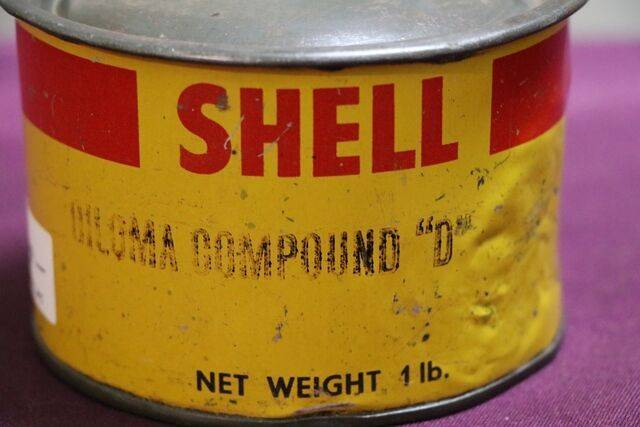 SHELL
OILOMA COMPOUND "D"
NET WEIGHT 1 lb.